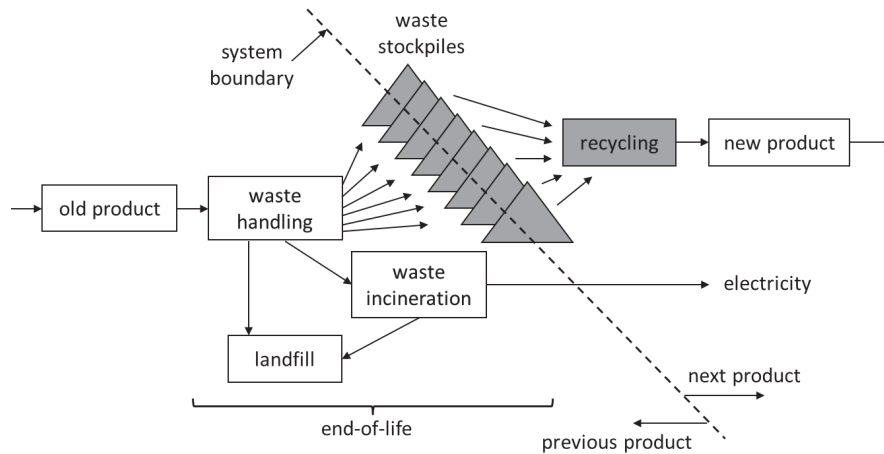 waste
stockpiles
system
boundary
recycling
new product
old product
waste
handling
waste
incineration
electricity
landfill
next product
end-of-life
previous product